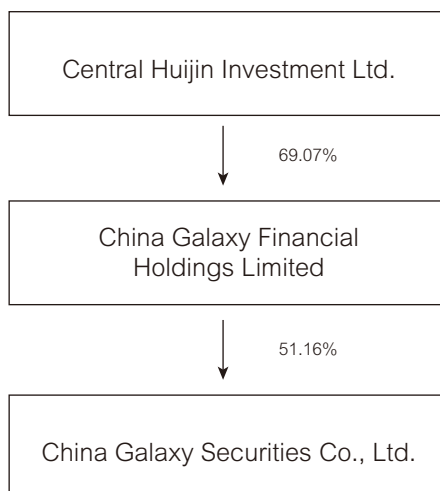 Central Huijin Investment Ltd.
69.07%
China Galaxy Financial
Holdings Limited
51.16%
China Galaxy Securities Co., Ltd.